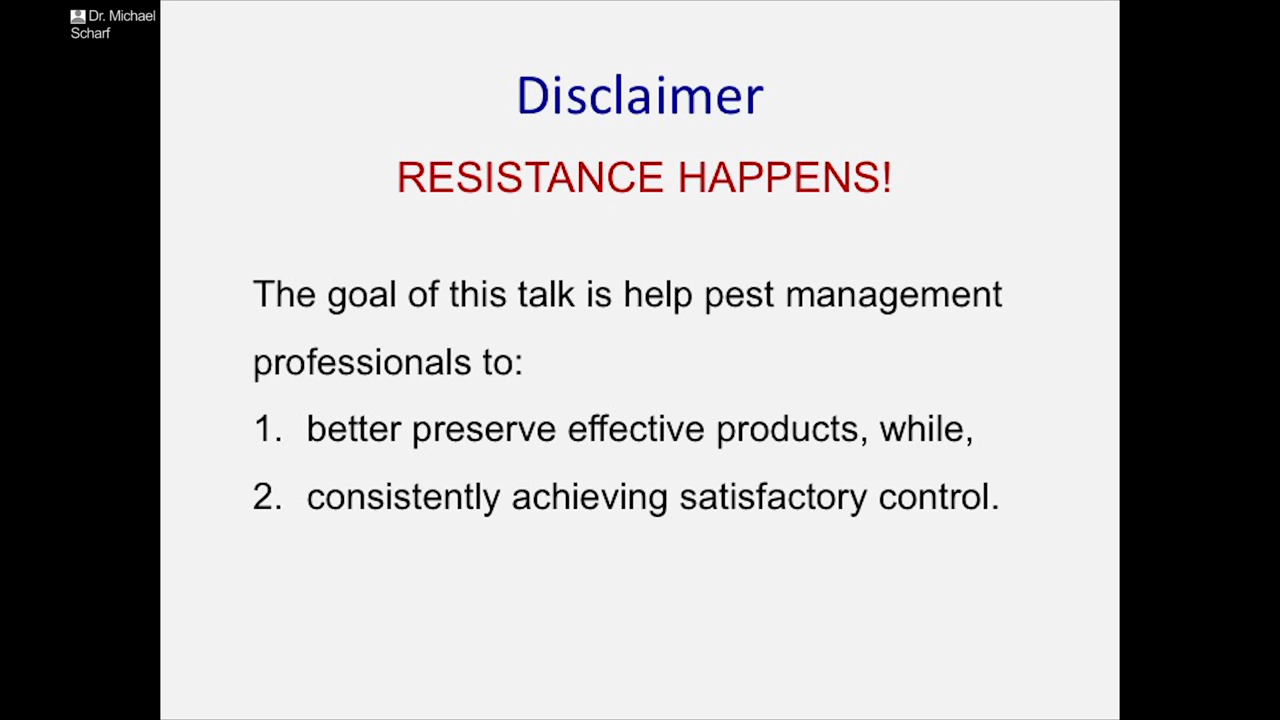 Dr. Michael
Scharf
Disclaimer
RESISTANCE HAPPENS!
The goal of this talk is help pest management
professionals to:
1. better preserve effective products, while,
2. consistently achieving satisfactory control.